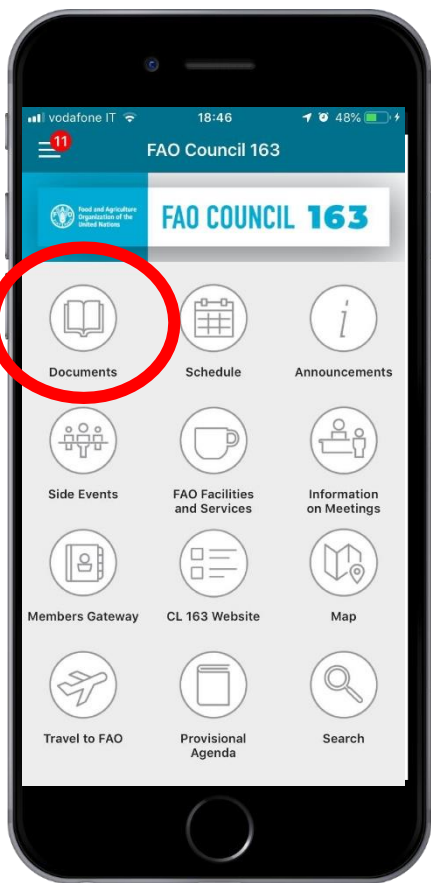 vodafone IT 18:46 48%
11
FAO Council 163
Food and Agriculture
Organization of the
United Nations
FAO COUNCIL 163
Documents Schedule Announcements
Side Events FAO Facilities
and Services Information
on Meetings
Members Gateway CL 163 Website Map
Travel to FAO Provisional
Agenda Search